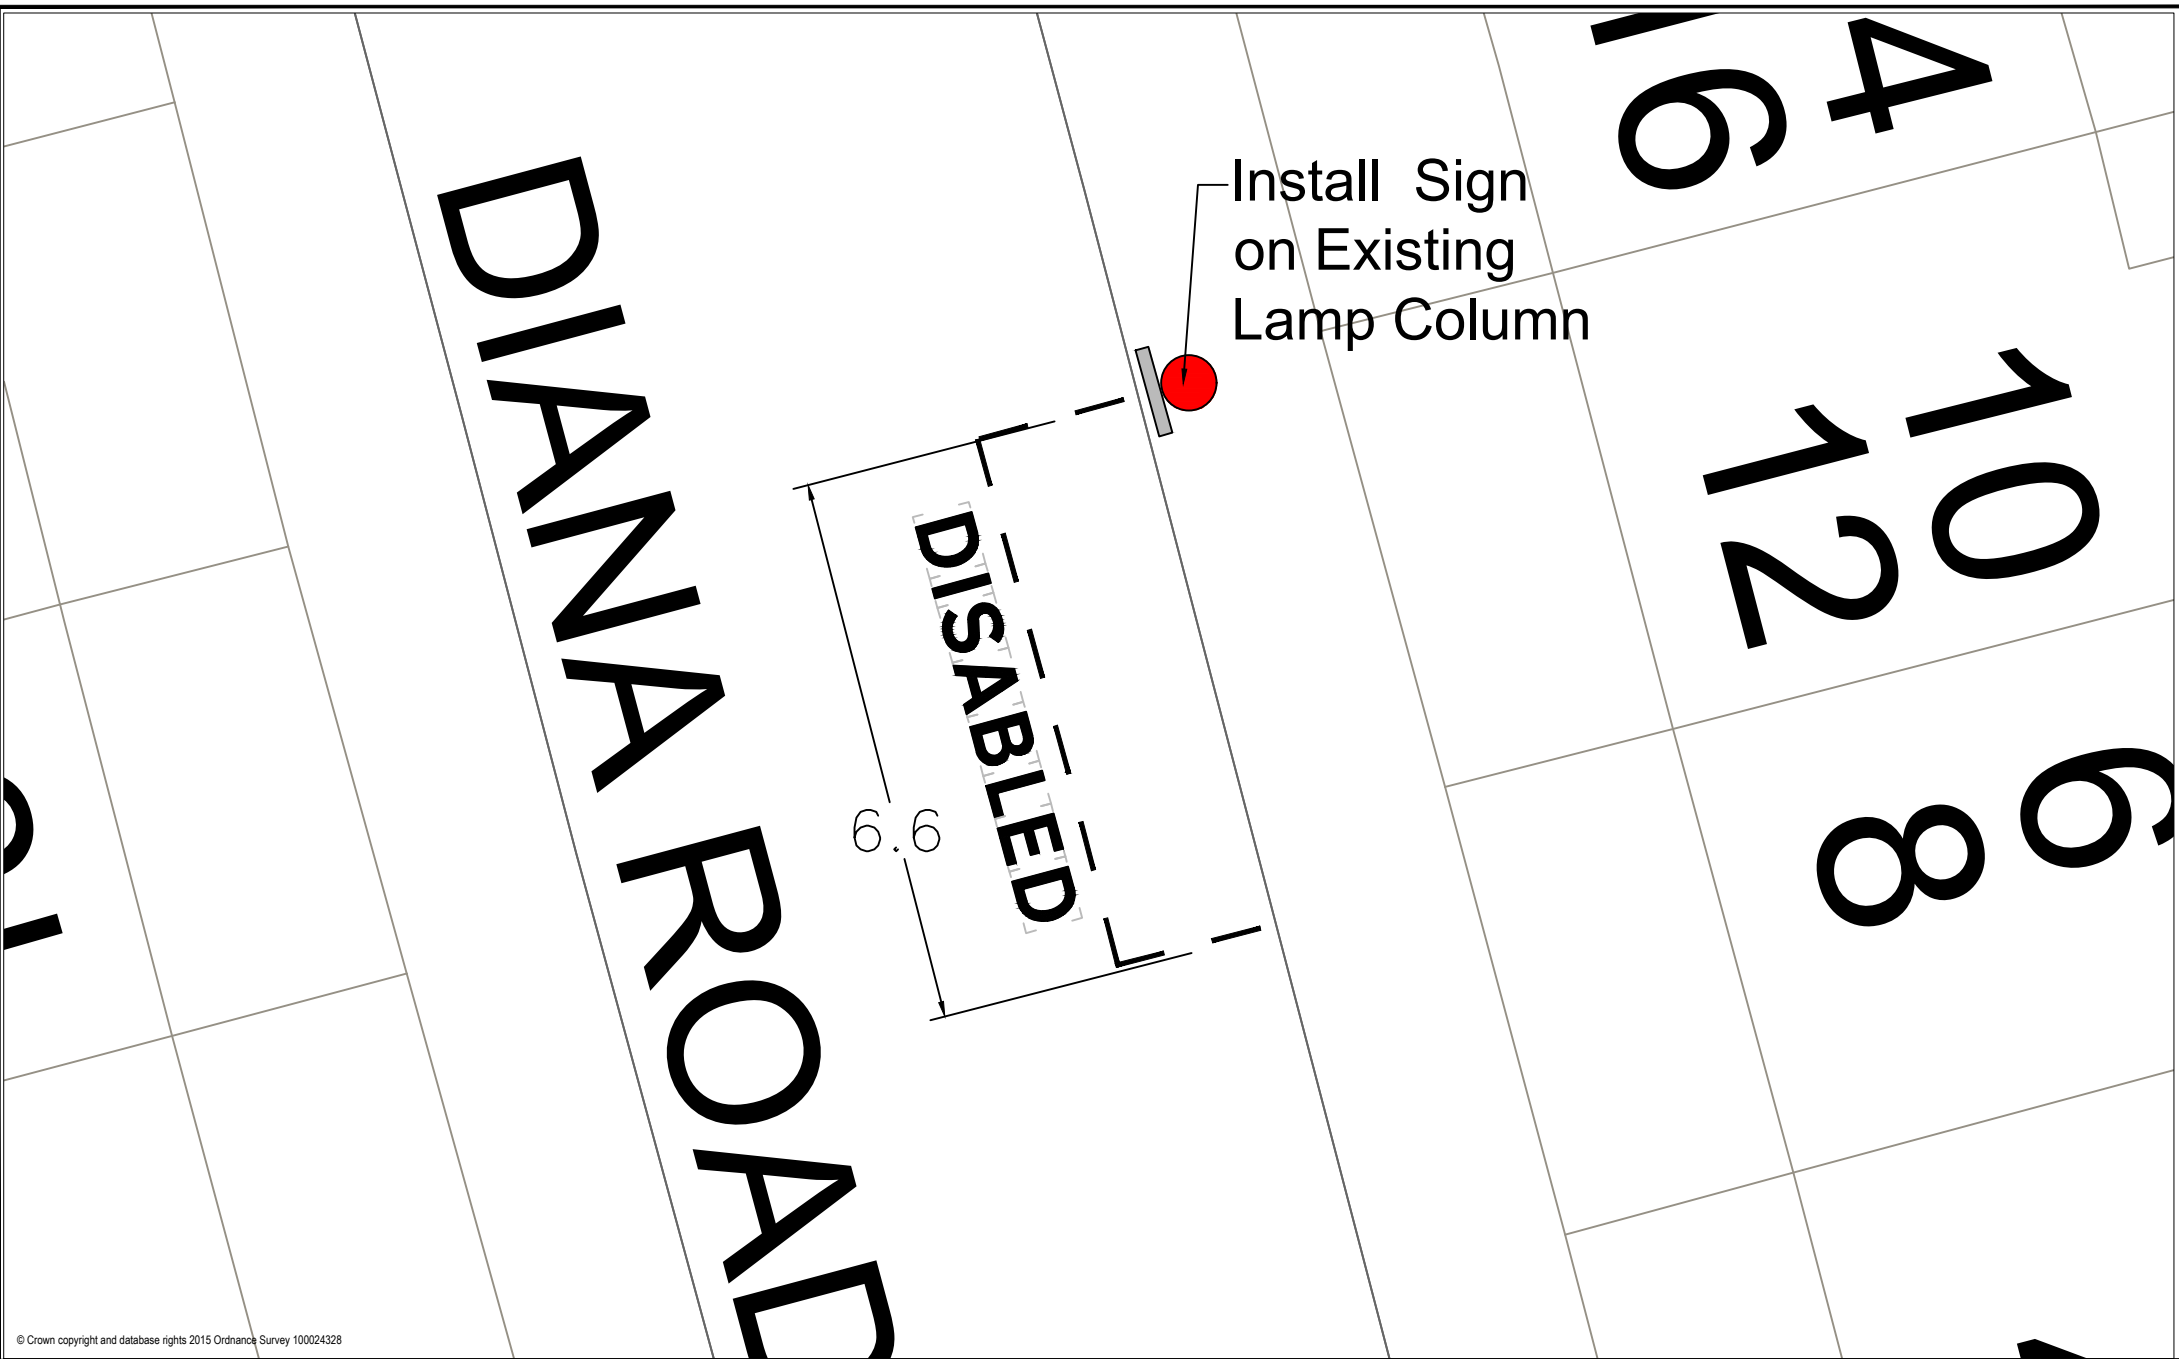 DIANA ROAD
Install Sign
on Existing
Lamp Column
DISABLED
6.6
16
4
10
12
6
8
© Crown copyright and database rights 2015 Ordnance Survey 100024328